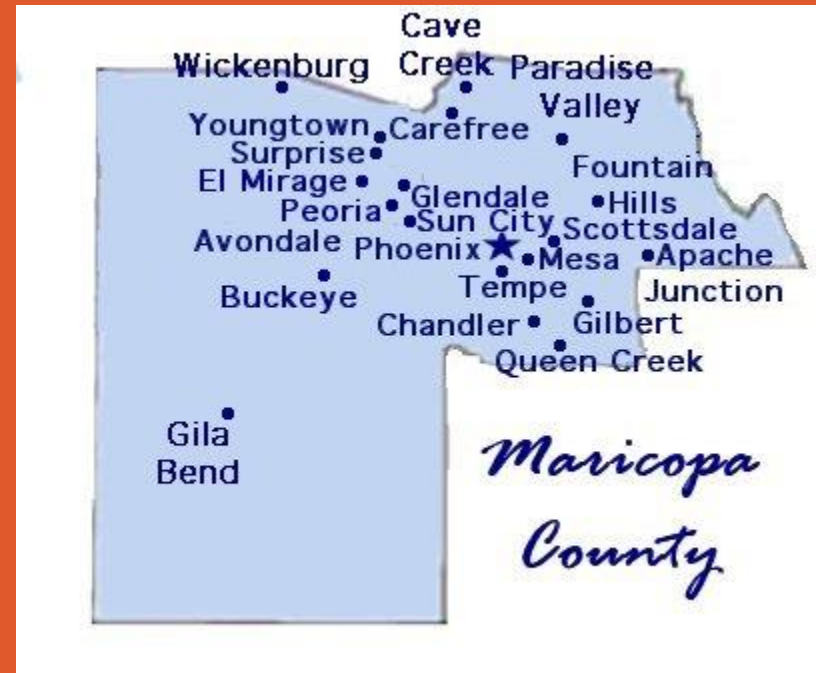 Cave
Creek
Wickenburg
Paradise
Valley
Youngtown
Carefree
Surprise
Fountain
Hills
El Mirage
Glendale
Peoria
Sun City
Scottsdale
Avondale
Phoenix
Mesa
Apache
Junction
Tempe
Buckeye
Chandler
Gilbert
Queen Creek
Gila
Bend
Maricopa
County